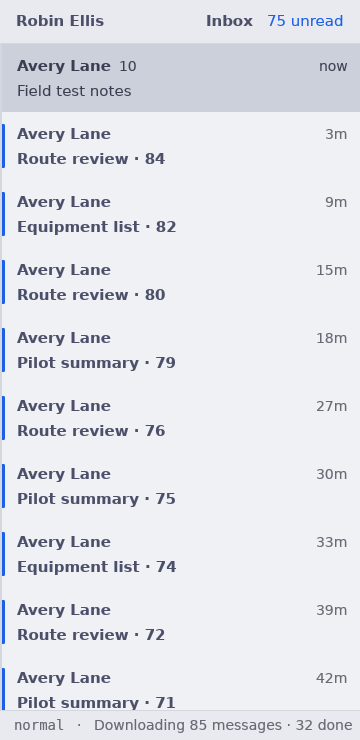 Robin Ellis Inbox 75 unread
Avery Lane 10 now
Field test notes
Avery Lane 3m
Route review · 84
Avery Lane 9m
Equipment list · 82
Avery Lane 15m
Route review · 80
Avery Lane 18m
Pilot summary · 79
Avery Lane 27m
Route review · 76
Avery Lane 30m
Pilot summary · 75
Avery Lane 33m
Equipment list · 74
Avery Lane 39m
Route review · 72
Avery Lane 42m
Pilot summary · 71
normal · Downloading 85 messages · 32 done